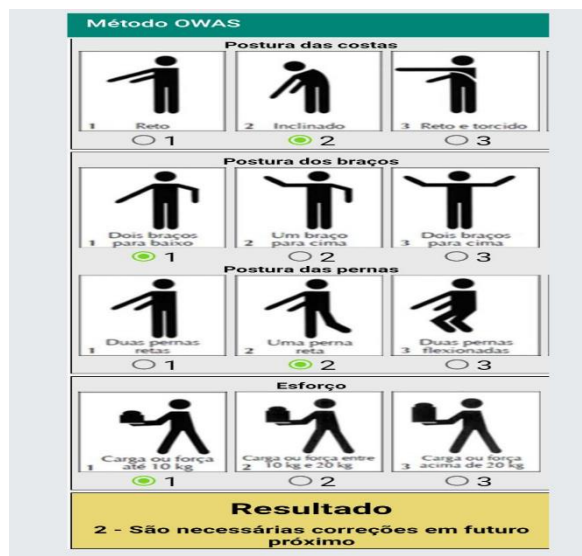 Método OWAS
Postura das costas
1 Reto
2 Inclinado
3 Reto e torcido
1
2
3
Postura dos braços
1 Dois braços
para baixo
2 Um braço
para cima
3 Dois braços
para cima
1
2
3
Postura das pernas
1 Duas pernas
retas
2 Uma perna
reta
3 Duas pernas
flexionadas
1
2
3
Esforço
1 Carga ou força
até 10 kg
2 Carga ou força entre
10 kg e 20 kg
3 Carga ou força
acima de 20 kg
1
2
3
Resultado
2 - São necessárias correções em futuro
próximo